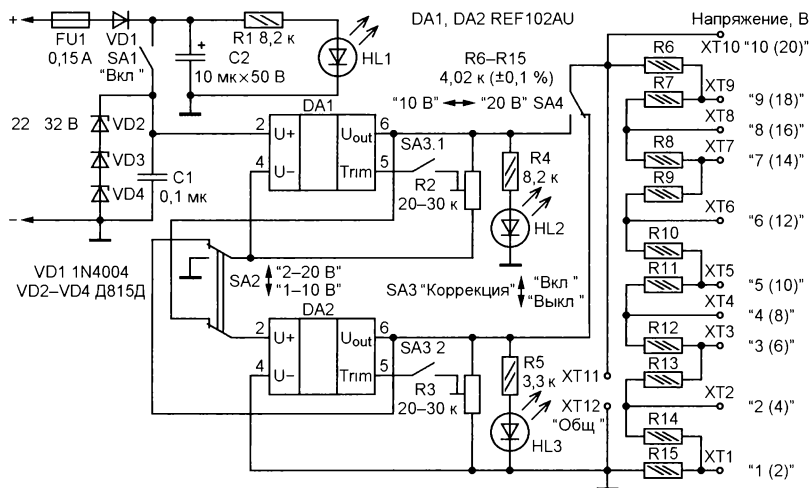 +
FU1
0,15 А
VD1
SA1
"Вкл "
+
C2
10 мк×50 В
R1 8,2 к
HL1
DA1, DA2 REF102AU
R6–R15
4,02 к (±0,1 %)
"10 В" "20 В" SA4
Напряжение, В
XT10 "10 (20)"
R6
XT9
"9 (18)"
R7
XT8
"8 (16)"
R8
XT7
"7 (14)"
R9
XT6
"6 (12)"
R10
XT5
"5 (10)"
R11
XT4
"4 (8)"
R12
XT3
"3 (6)"
R13
XT2
"2 (4)"
R14
XT1
"1 (2)"
R15
22 32 В
VD2
VD3
VD4
C1
0,1 мк
–
DA1
2 U+ Uout 6
4 U– Trim 5
SA3.1
R2
20–30 к
R4
8,2 к
HL2
VD1 1N4004
VD2–VD4 Д815Д
SA2
"2–20 В"
"1–10 В"
SA3 "Коррекция"
"Вкл "
"Выкл "
DA2
2 U+ Uout 6
4 U– Trim 5
SA3 2
R3
20–30 к
R5
3,3 к
HL3
XT11
XT12
"Общ "